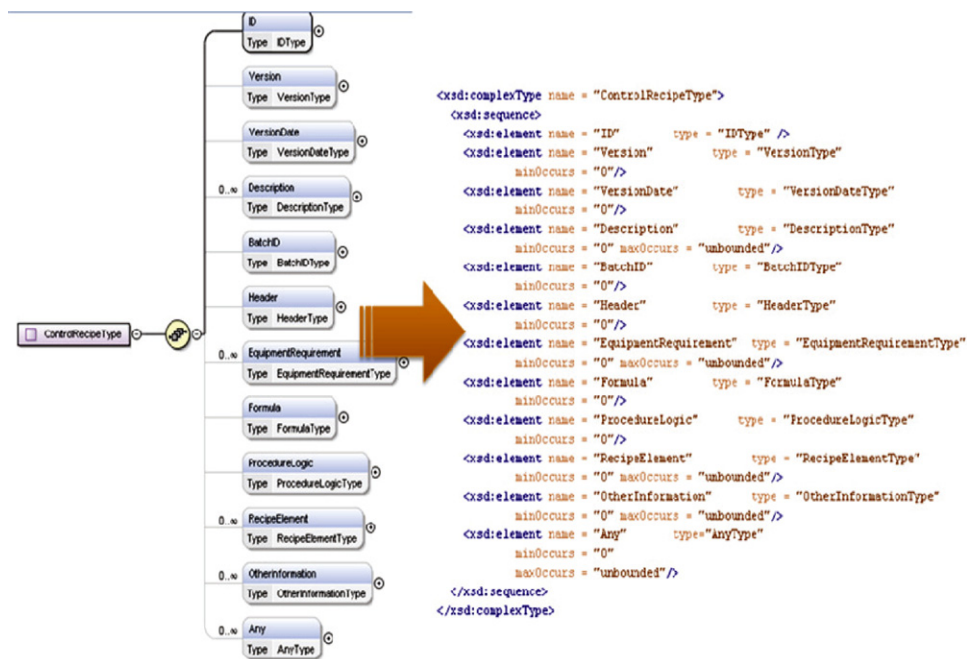 ID
Type IDType
Version
Type VersionType
VersionDate
Type VersionDateType
0..∞ Description
Type DescriptionType
BatchID
Type BatchIDType
Header
Type HeaderType
ControlRecipeType
0..∞ EquipmentRequirement
Type EquipmentRequirementType
Formula
Type FormulaType
ProcedureLogic
Type ProcedureLogicType
0..∞ RecipeElement
Type RecipeElementType
0..∞ OtherInformation
Type OtherInformationType
0..∞ Any
Type AnyType
<xsd:complexType name = "ControlRecipeType">
<xsd:sequence>
<xsd:element name = "ID" type = "IDType" />
<xsd:element name = "Version" type = "VersionType"
minOccurs = "0"/>
<xsd:element name = "VersionDate" type = "VersionDateType"
minOccurs = "0"/>
<xsd:element name = "Description" type = "DescriptionType"
minOccurs = "0" maxOccurs = "unbounded"/>
<xsd:element name = "BatchID" type = "BatchIDType"
minOccurs = "0"/>
<xsd:element name = "Header" type = "HeaderType"
minOccurs = "0"/>
<xsd:element name = "EquipmentRequirement" type = "EquipmentRequirementType"
minOccurs = "0" maxOccurs = "unbounded"/>
<xsd:element name = "Formula" type = "FormulaType"
minOccurs = "0"/>
<xsd:element name = "ProcedureLogic" type = "ProcedureLogicType"
minOccurs = "0"/>
<xsd:element name = "RecipeElement" type = "RecipeElementType"
minOccurs = "0" maxOccurs = "unbounded"/>
<xsd:element name = "OtherInformation" type = "OtherInformationType"
minOccurs = "0" maxOccurs = "unbounded"/>
<xsd:element name = "Any" type="AnyType"
minOccurs = "0"
maxOccurs = "unbounded"/>
</xsd:sequence>
</xsd:complexType>